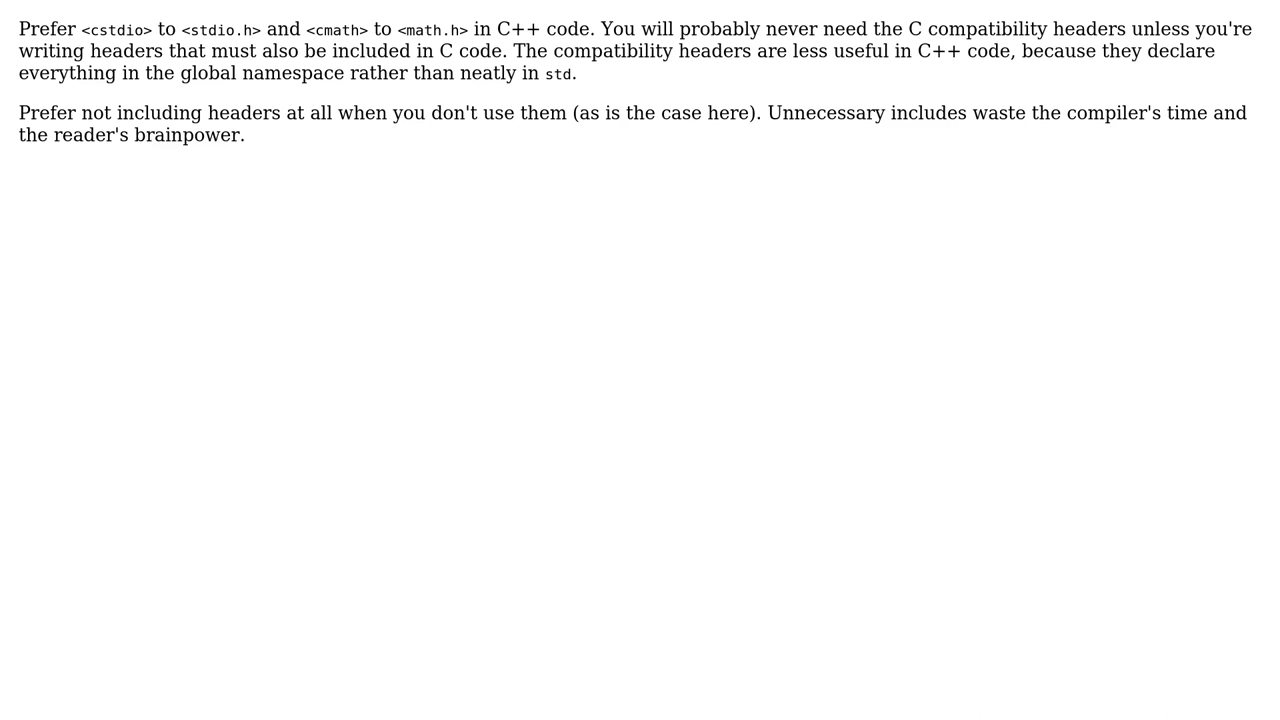 Prefer <cstdio> to <stdio.h> and <cmath> to <math.h> in C++ code. You will probably never need the C compatibility headers unless you're
writing headers that must also be included in C code. The compatibility headers are less useful in C++ code, because they declare
everything in the global namespace rather than neatly in std.
Prefer not including headers at all when you don't use them (as is the case here). Unnecessary includes waste the compiler's time and
the reader's brainpower.